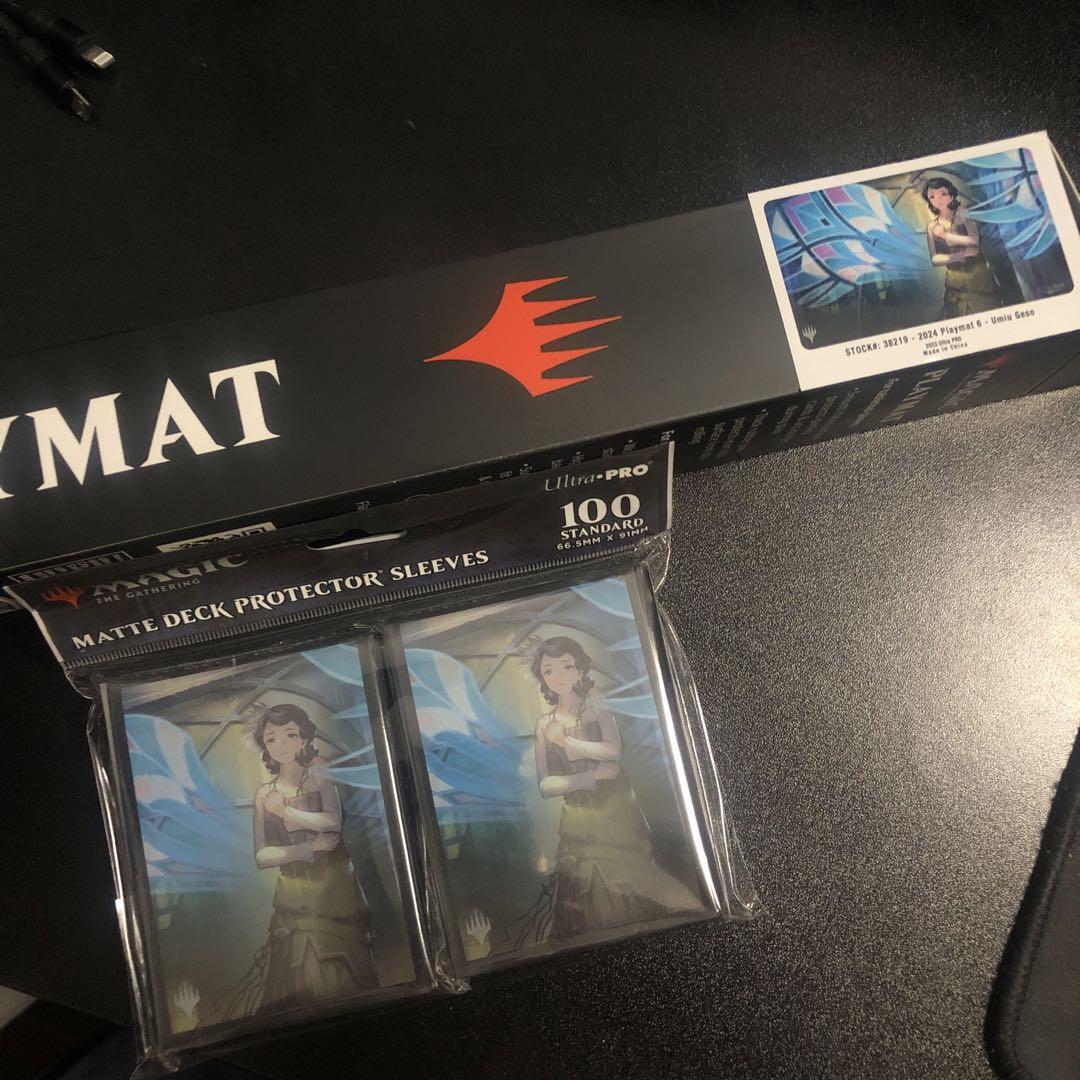 YMAT
STOCK#: 38219 - 2024 Playmat 6 - Umiu Geso
2023 Ultra PRO
Made in China
MAGIC
PLAYMAT
Ultra•PRO
100
STANDARD
66.5MM X 91MM
MAGIC
THE GATHERING
MATTE DECK PROTECTOR® SLEEVES